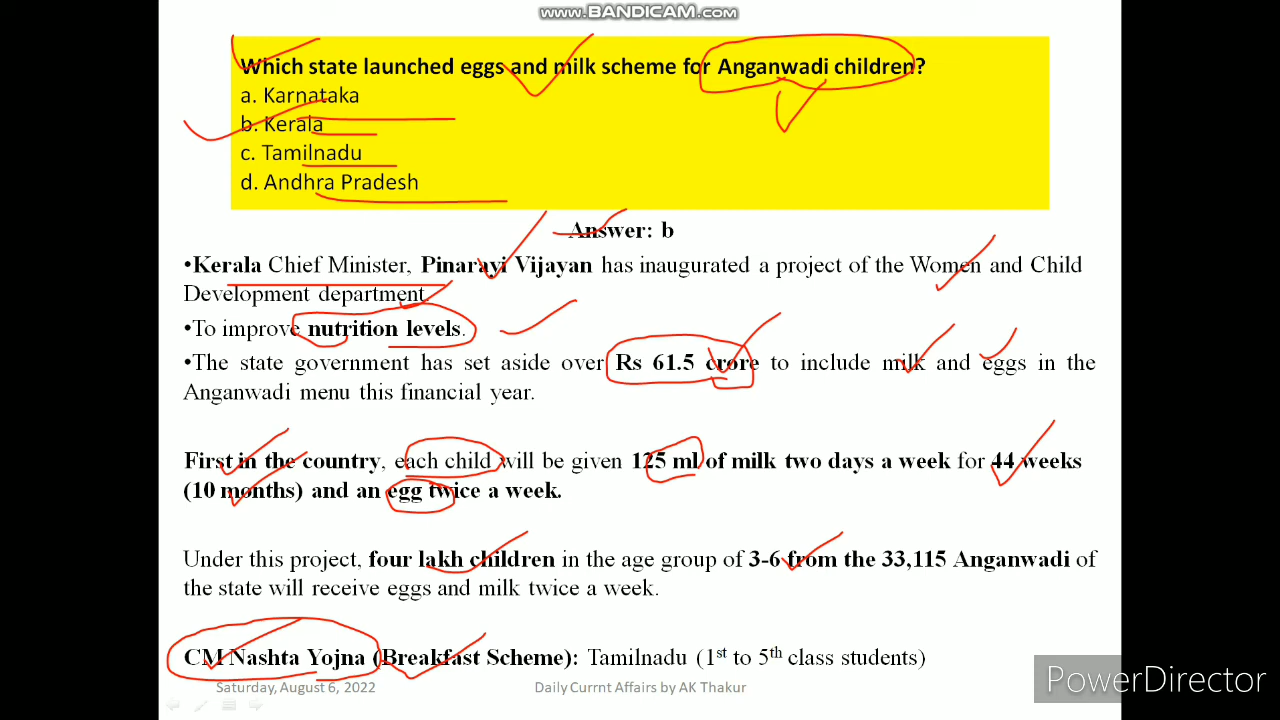 www.BANDICAM.com
Which state launched eggs and milk scheme for Anganwadi children?
a. Karnataka
b. Kerala
c. Tamilnadu
d. Andhra Pradesh
Answer: b
•Kerala Chief Minister, Pinarayi Vijayan has inaugurated a project of the Women and Child
Development department.
•To improve nutrition levels.
•The state government has set aside over Rs 61.5 crore to include milk and eggs in the
Anganwadi menu this financial year.
First in the country, each child will be given 125 ml of milk two days a week for 44 weeks
(10 months) and an egg twice a week.
Under this project, four lakh children in the age group of 3-6 from the 33,115 Anganwadi of
the state will receive eggs and milk twice a week.
CM Nashta Yojna (Breakfast Scheme): Tamilnadu (1st to 5th class students)
Saturday, August 6, 2022 Daily Currnt Affairs by AK Thakur
PowerDirector